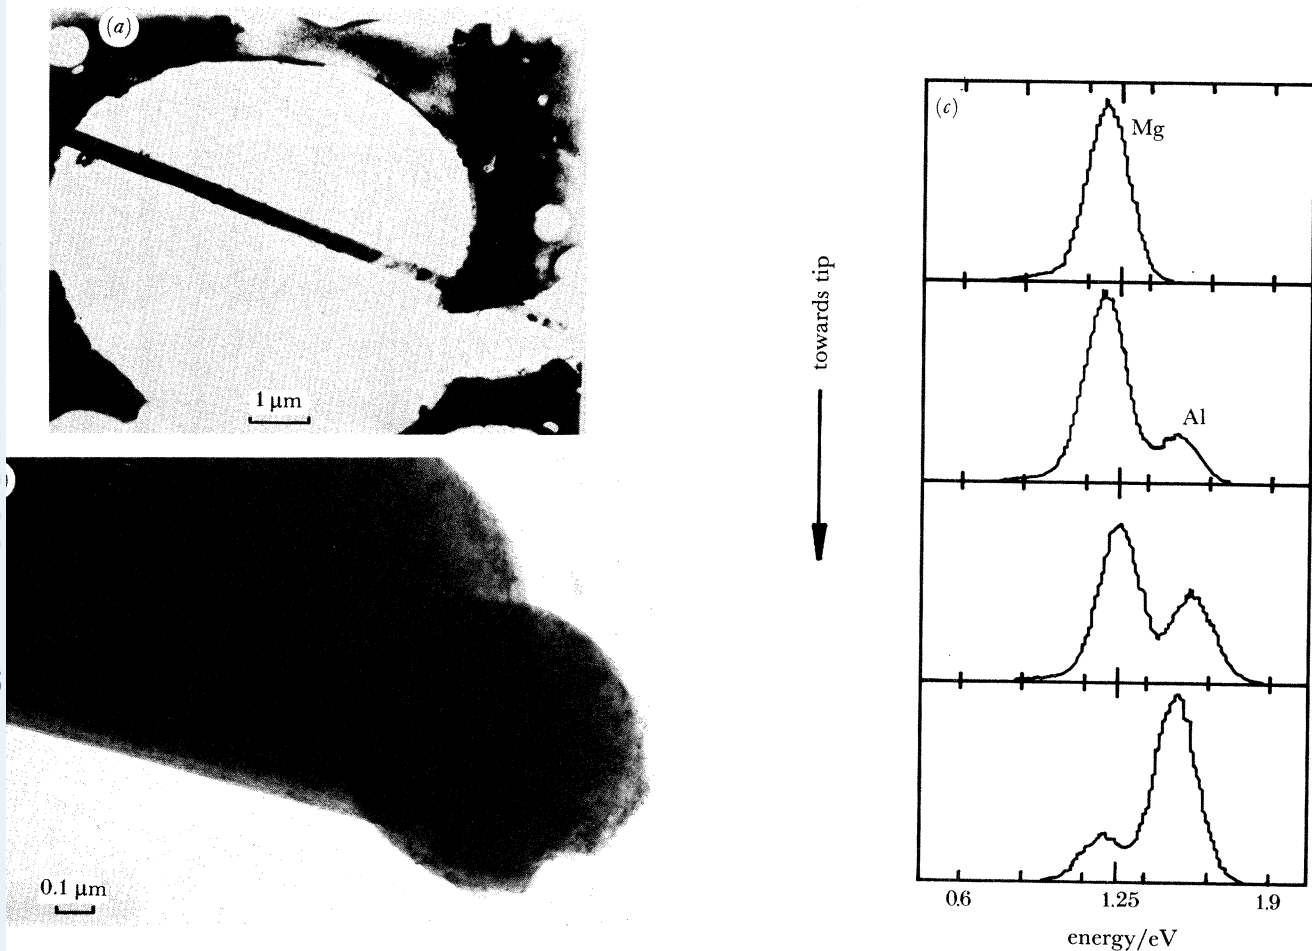 (a)
1 μm
0.1 μm
towards tip
(c)
Mg
Al
0.6
1.25
1.9
energy/eV